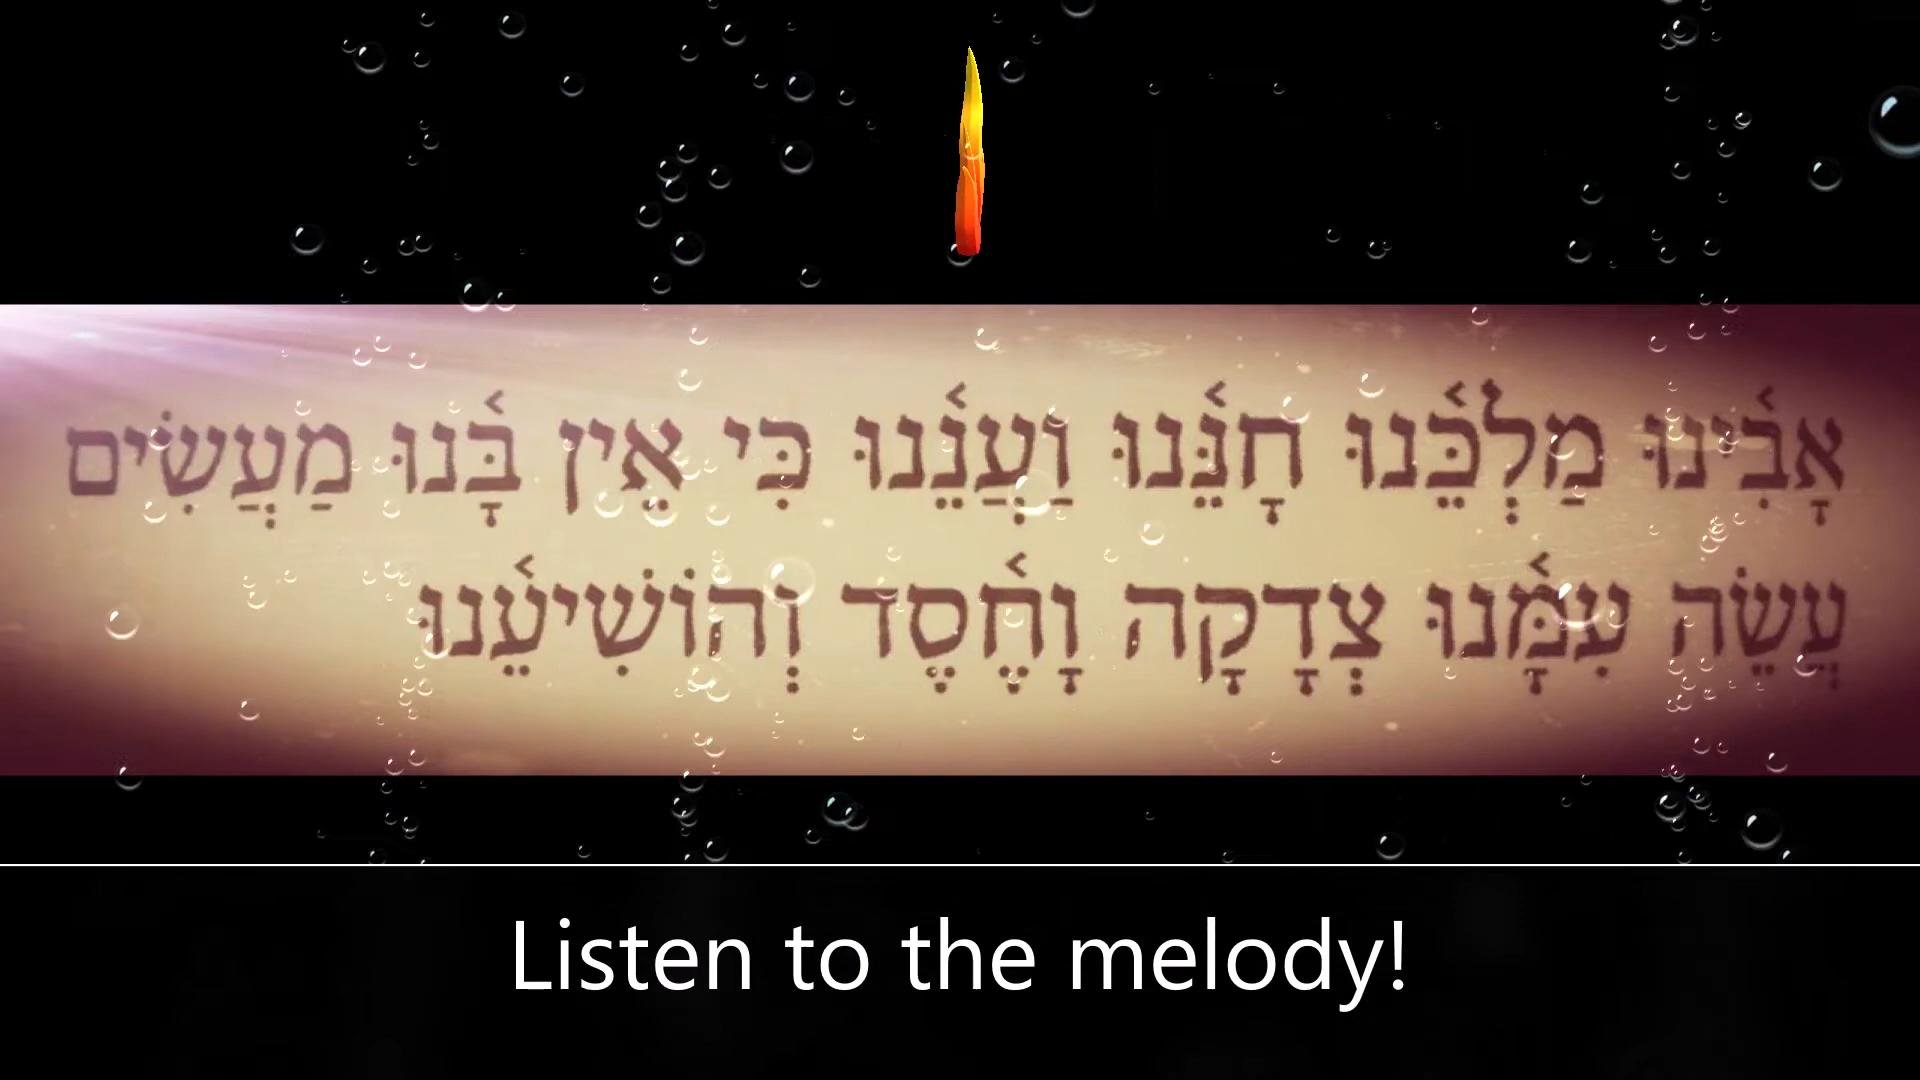 אָבִ֫ינוּ מַלְכֵּ֫נוּ חָנֵּ֫נוּ וַעֲנֵ֫נוּ כִּי אֵין בָּ֫נוּ מַעֲשִׂים
עֲשֵׂה עִמָּ֫נוּ צְדָקָה וָחֶ֫סֶד וְהוֹשִׁיעֵ֫נוּ
Listen to the melody!